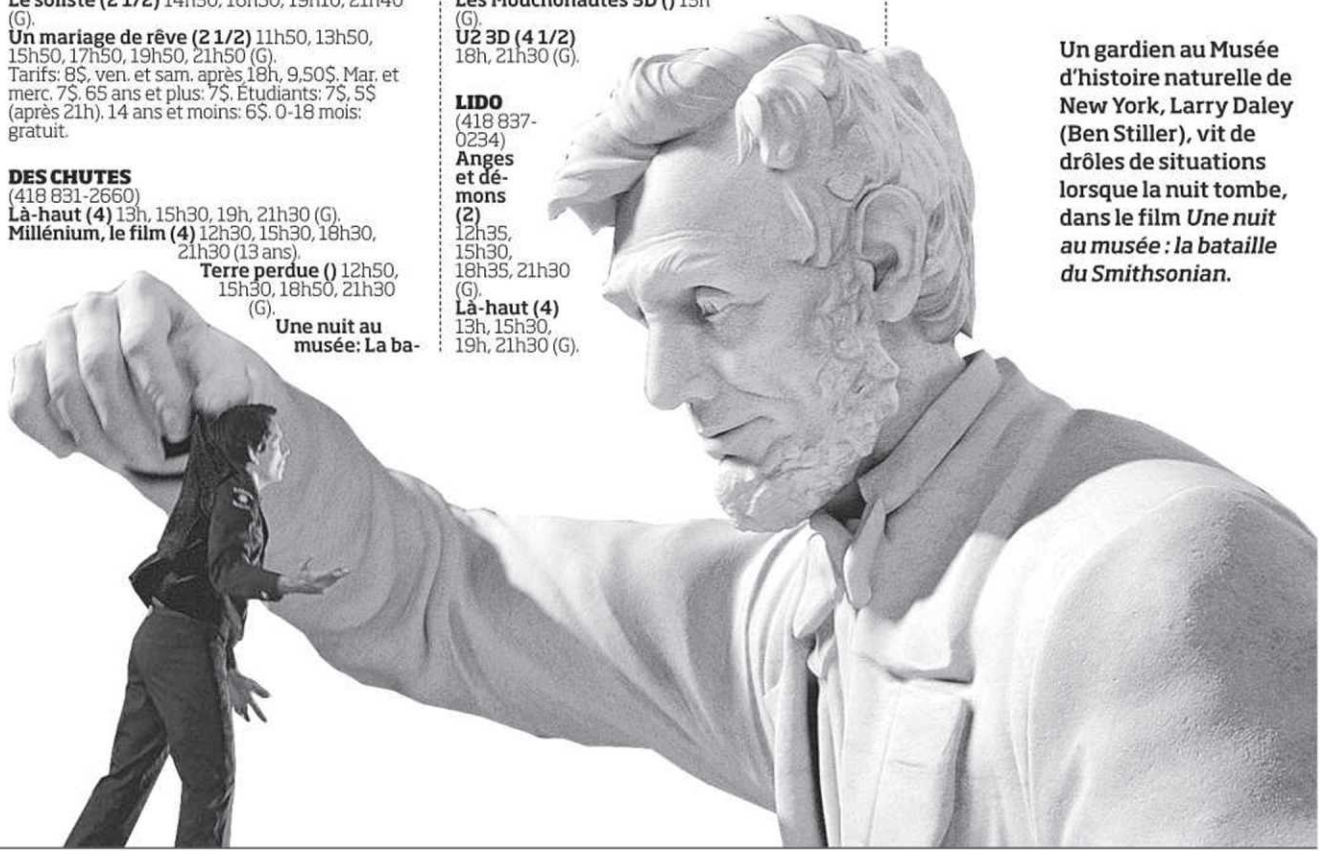 Le soliste (2 1/2) 14h30, 16h50, 19h10, 21h40
(G).
Un mariage de rêve (2 1/2) 11h50, 13h50,
15h50, 17h50, 19h50, 21h50 (G).
Tarifs: 8$, ven. et sam. après 18h, 9,50$. Mar. et
merc. 7$. 65 ans et plus: 7$. Étudiants: 7$, 5$
(après 21h). 14 ans et moins: 6$. 0-18 mois:
gratuit.
DES CHUTES
(418 831-2660)
Là-haut (4) 13h, 15h30, 19h, 21h30 (G).
Millénium, le film (4) 12h30, 15h30, 18h30,
21h30 (13 ans).
Terre perdue () 12h50,
15h30, 18h50, 21h30
(G).
Une nuit au
musée: La ba-
Les Mouchonautes 3D () 15h
(G).
U2 3D (4 1/2)
18h, 21h30 (G).
LIDO
(418 837-
0234)
Anges
et dé-
mons
(2)
12h35,
15h30,
18h35, 21h30
(G).
Là-haut (4)
13h, 15h30,
19h, 21h30 (G).
Un gardien au Musée
d'histoire naturelle de
New York, Larry Daley
(Ben Stiller), vit de
drôles de situations
lorsque la nuit tombe,
dans le film Une nuit
au musée : la bataille
du Smithsonian.